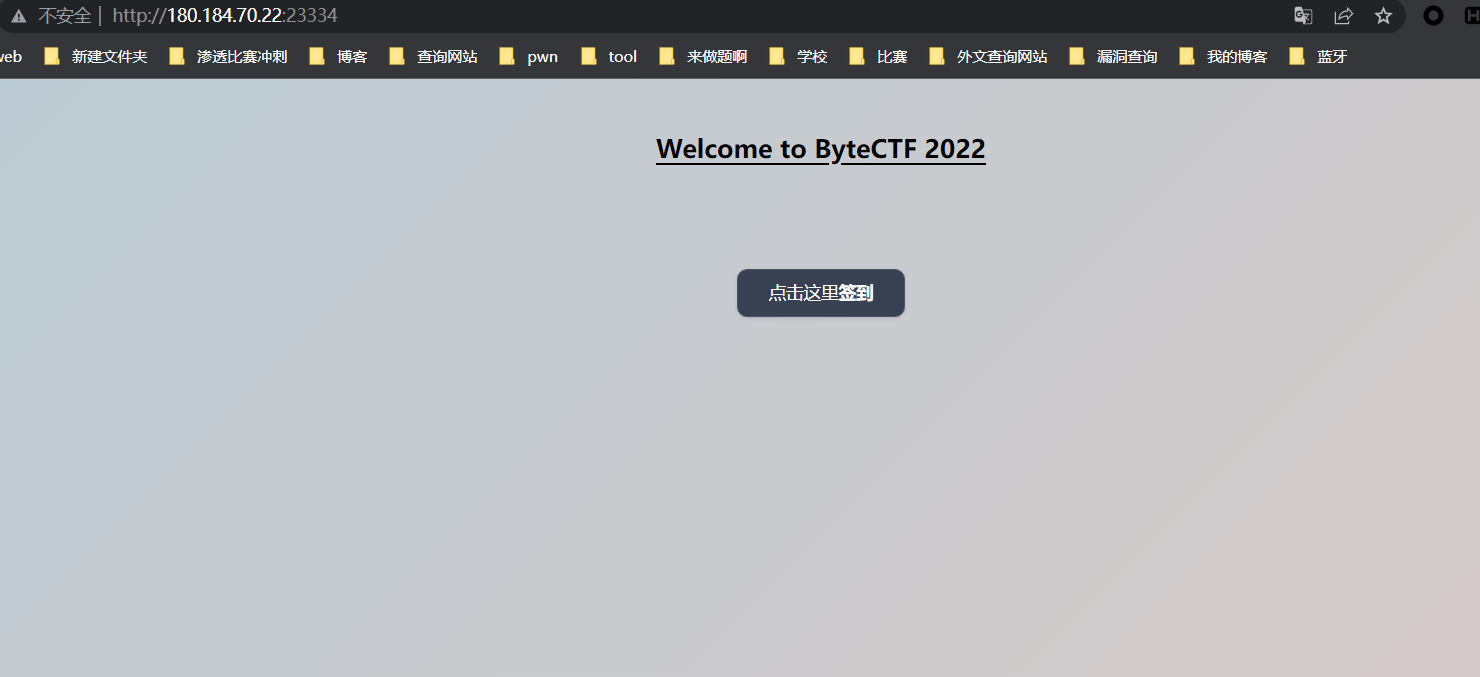 不安全 http://180.184.70.22:23334
web 新建文件夹 渗透比赛冲刺 博客 查询网站 pwn tool 来做题啊 学校 比赛 外文查询网站 漏洞查询 我的博客 蓝牙
Welcome to ByteCTF 2022
点击这里签到